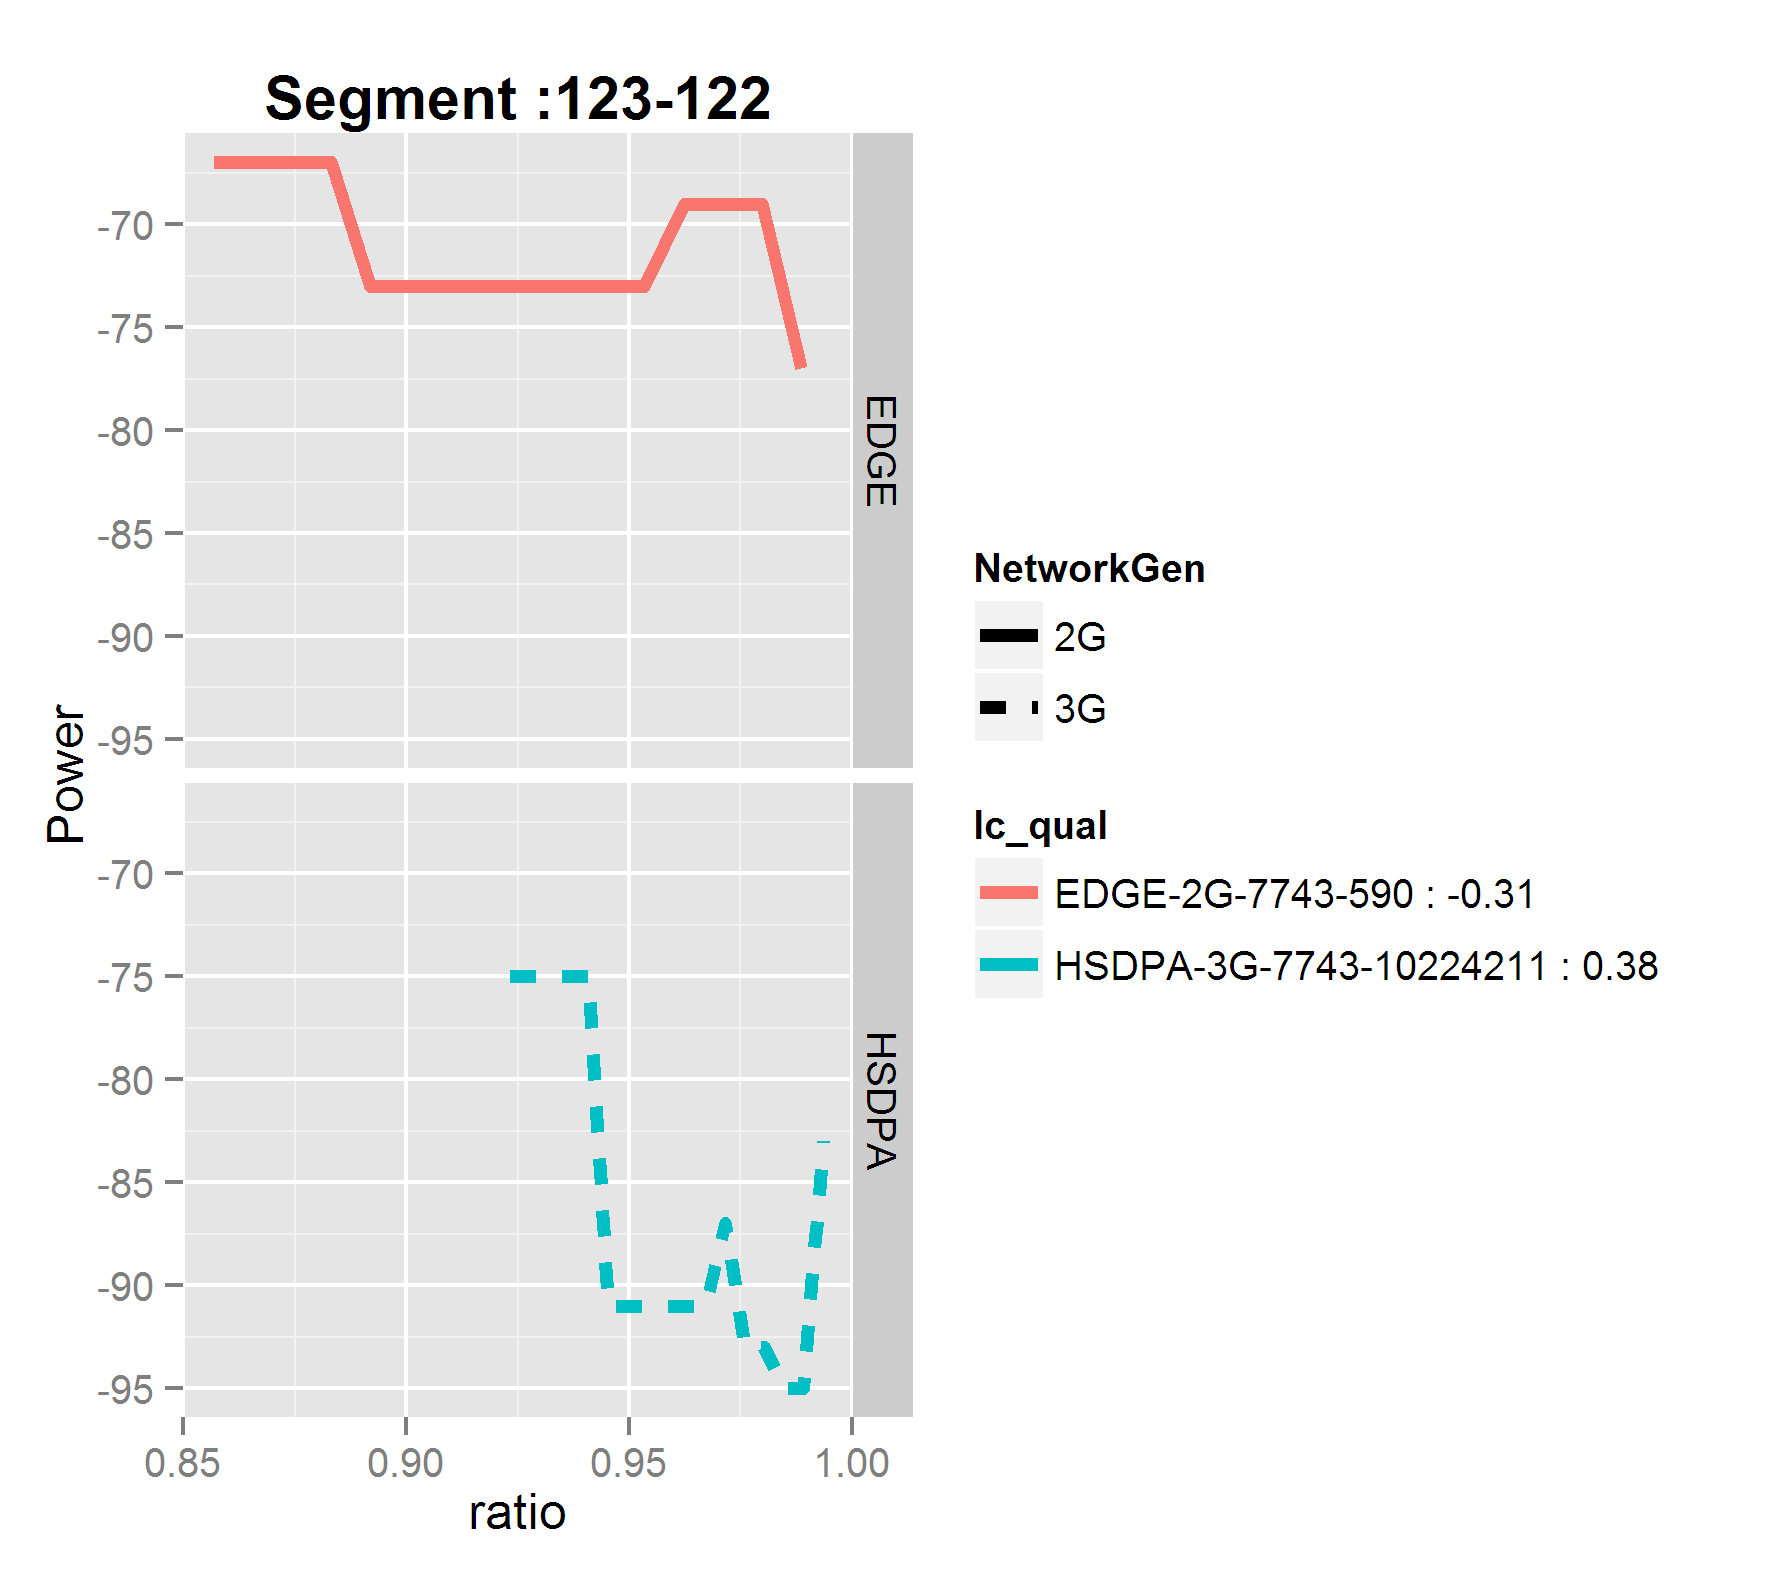 Segment :123-122
-70
-75
-80
-85
-90
-95
EDGE
-70
-75
-80
-85
-90
-95
HSDPA
Power
0.85 0.90 0.95 1.00
ratio
NetworkGen
2G
3G
lc_qual
EDGE-2G-7743-590 : -0.31
HSDPA-3G-7743-10224211 : 0.38